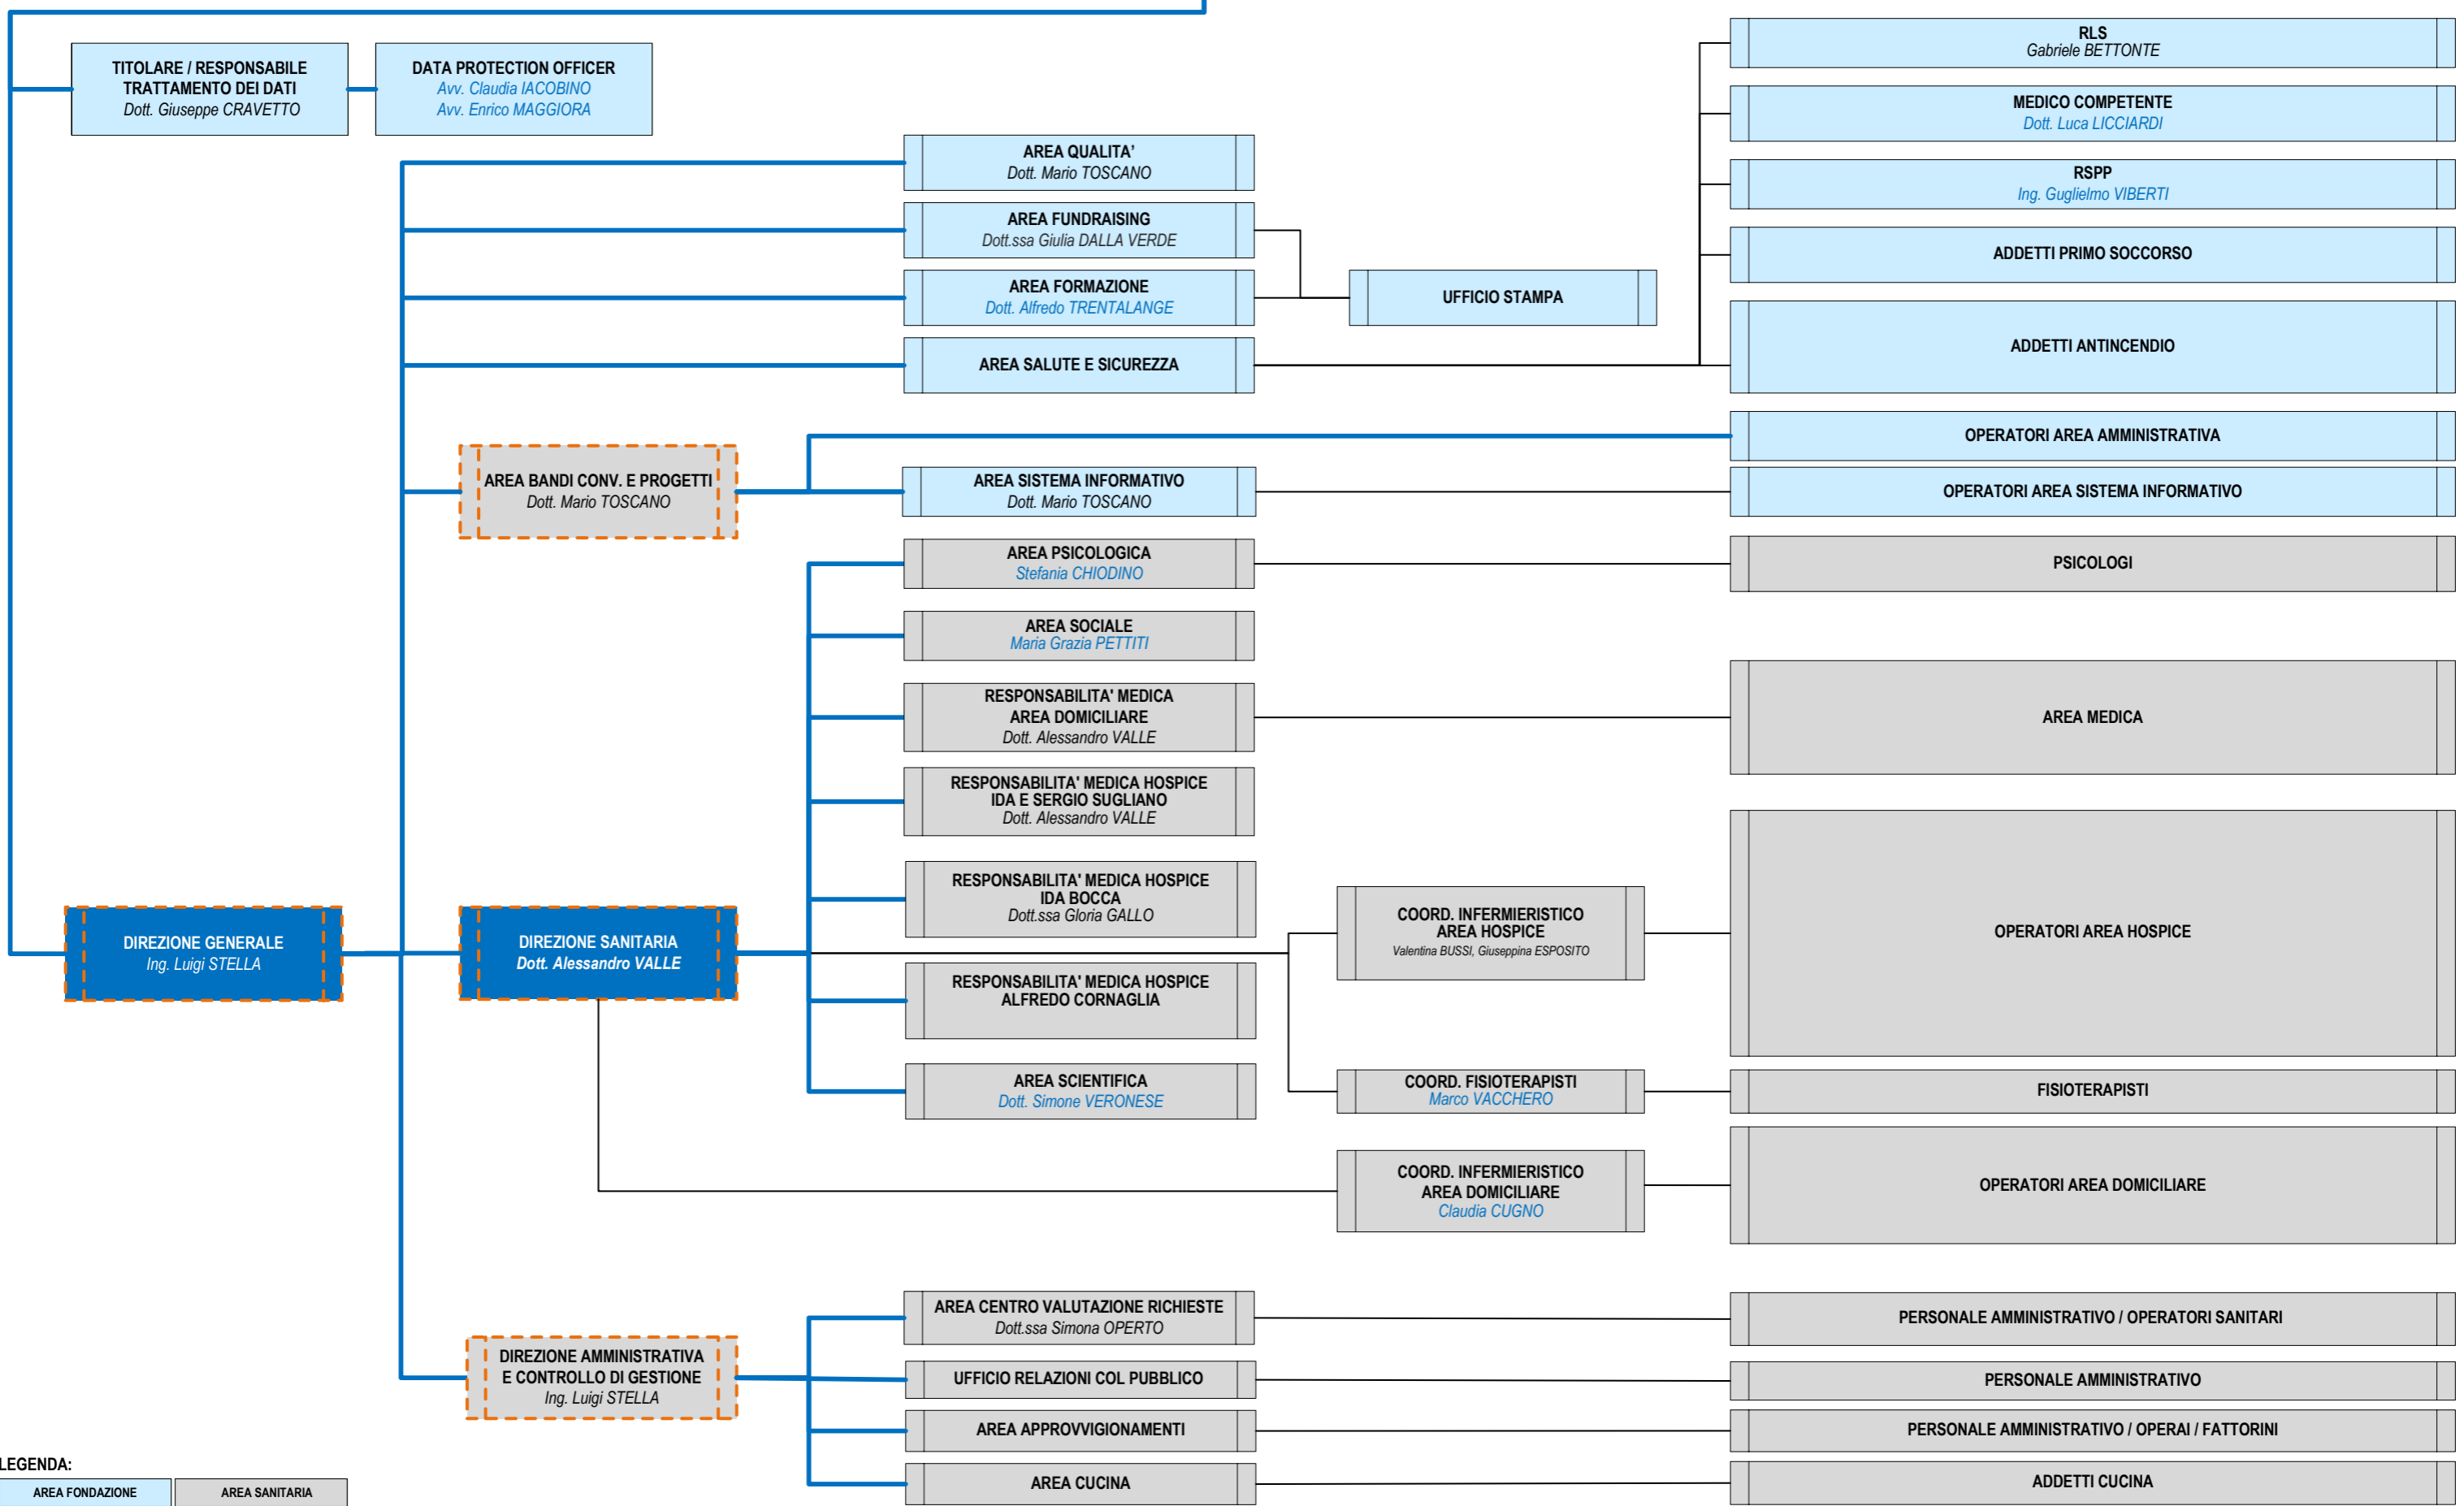 TITOLARE / RESPONSABILE
TRATTAMENTO DEI DATI
Dott. Giuseppe CRAVETTO
DATA PROTECTION OFFICER
Avv. Claudia IACOBINO
Avv. Enrico MAGGIORA
RLS
Gabriele BETTONTE
MEDICO COMPETENTE
Dott. Luca LICCIARDI
RSPP
Ing. Guglielmo VIBERTI
ADDETTI PRIMO SOCCORSO
ADDETTI ANTINCENDIO
AREA QUALITA'
Dott. Mario TOSCANO
AREA FUNDRAISING
Dott.ssa Giulia DALLA VERDE
AREA FORMAZIONE
Dott. Alfredo TRENTALANGE
UFFICIO STAMPA
AREA SALUTE E SICUREZZA
AREA BANDI CONV. E PROGETTI
Dott. Mario TOSCANO
OPERATORI AREA AMMINISTRATIVA
AREA SISTEMA INFORMATIVO
Dott. Mario TOSCANO
OPERATORI AREA SISTEMA INFORMATIVO
AREA PSICOLOGICA
Stefania CHIODINO
PSICOLOGI
AREA SOCIALE
Maria Grazia PETTITI
RESPONSABILITA' MEDICA
AREA DOMICILIARE
Dott. Alessandro VALLE
AREA MEDICA
RESPONSABILITA' MEDICA HOSPICE
IDA E SERGIO SUGLIANO
Dott. Alessandro VALLE
RESPONSABILITA' MEDICA HOSPICE
IDA BOCCA
Dott.ssa Gloria GALLO
DIREZIONE GENERALE
Ing. Luigi STELLA
DIREZIONE SANITARIA
Dott. Alessandro VALLE
COORD. INFERMIERISTICO
AREA HOSPICE
Valentina BUSSI, Giuseppina ESPOSITO
OPERATORI AREA HOSPICE
RESPONSABILITA' MEDICA HOSPICE
ALFREDO CORNAGLIA
AREA SCIENTIFICA
Dott. Simone VERONESE
COORD. FISIOTERAPISTI
Marco VACCHERO
FISIOTERAPISTI
COORD. INFERMIERISTICO
AREA DOMICILIARE
Claudia CUGNO
OPERATORI AREA DOMICILIARE
DIREZIONE AMMINISTRATIVA
E CONTROLLO DI GESTIONE
Ing. Luigi STELLA
AREA CENTRO VALUTAZIONE RICHIESTE
Dott.ssa Simona OPERTO
PERSONALE AMMINISTRATIVO / OPERATORI SANITARI
UFFICIO RELAZIONI COL PUBBLICO
PERSONALE AMMINISTRATIVO
AREA APPROVVIGIONAMENTI
PERSONALE AMMINISTRATIVO / OPERAI / FATTORINI
AREA CUCINA
ADDETTI CUCINA
LEGENDA:
AREA FONDAZIONE
AREA SANITARIA